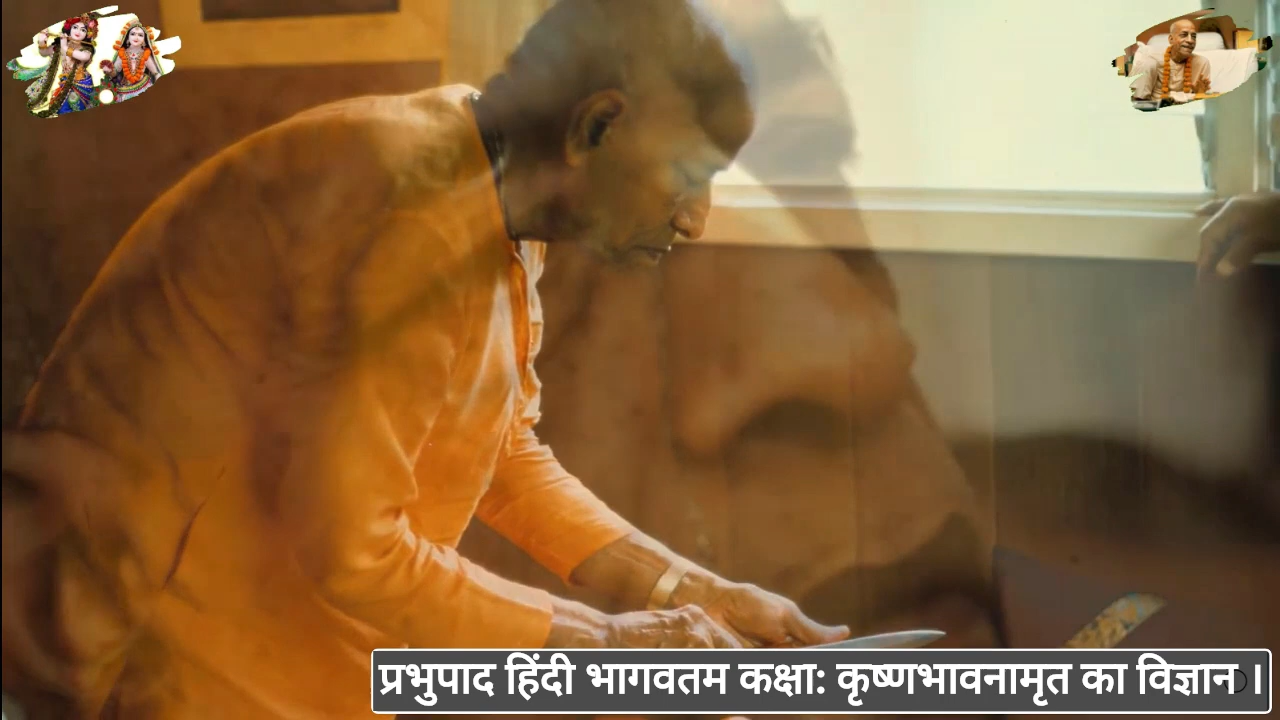 प्रभुपाद हिंदी भागवतम कक्षा: कृष्णभावनामृत का विज्ञान ।